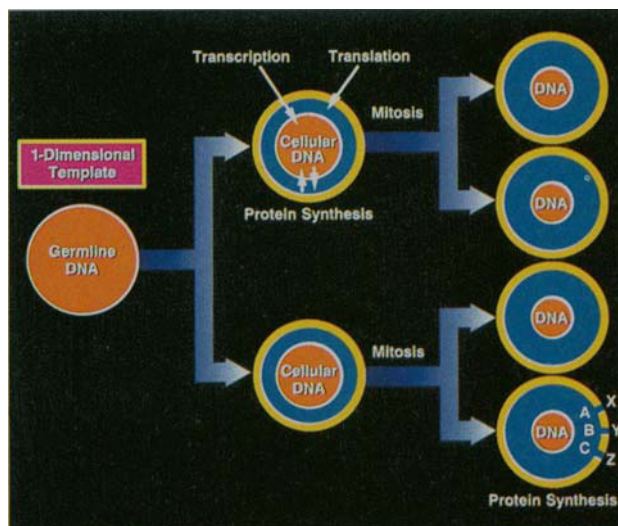 Transcription
Translation
DNA
Mitosis
Cellular
DNA
1-Dimensional
Template
DNA
Protein Synthesis
Germline
DNA
DNA
Mitosis
Cellular
DNA
X
A
DNA
B
Y
C
Z
Protein Synthesis